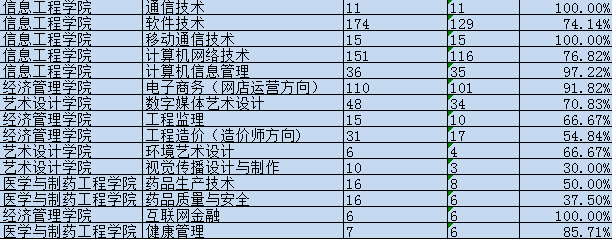 信息工程学院 通信技术 11 11 100.00%
信息工程学院 软件技术 174 129 74.14%
信息工程学院 移动通信技术 15 15 100.00%
信息工程学院 计算机网络技术 151 116 76.82%
信息工程学院 计算机信息管理 36 35 97.22%
经济管理学院 电子商务（网店运营方向） 110 101 91.82%
艺术设计学院 数字媒体艺术设计 48 34 70.83%
经济管理学院 工程监理 15 10 66.67%
经济管理学院 工程造价（造价师方向) 31 17 54.84%
艺术设计学院 环境艺术设计 6 4 66.67%
艺术设计学院 视觉传播设计与制作 10 3 30.00%
医学与制药工程学院 药品生产技术 16 8 50.00%
医学与制药工程学院 药品质量与安全 16 6 37.50%
经济管理学院 互联网金融 6 6 100.00%
医学与制药工程学院 健康管理 7 6 85.71%